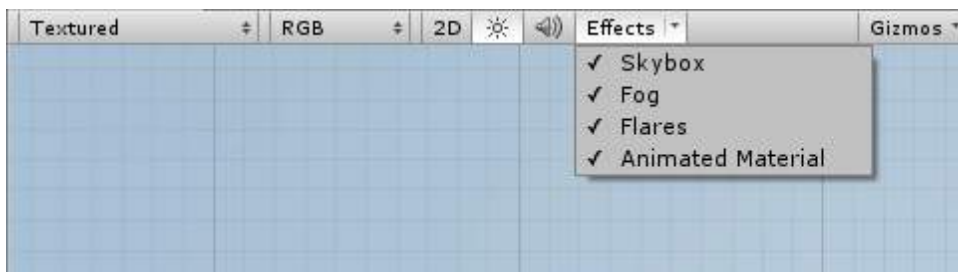 Textured RGB 2D Effects Gizmos
Skybox
Fog
Flares
Animated Material